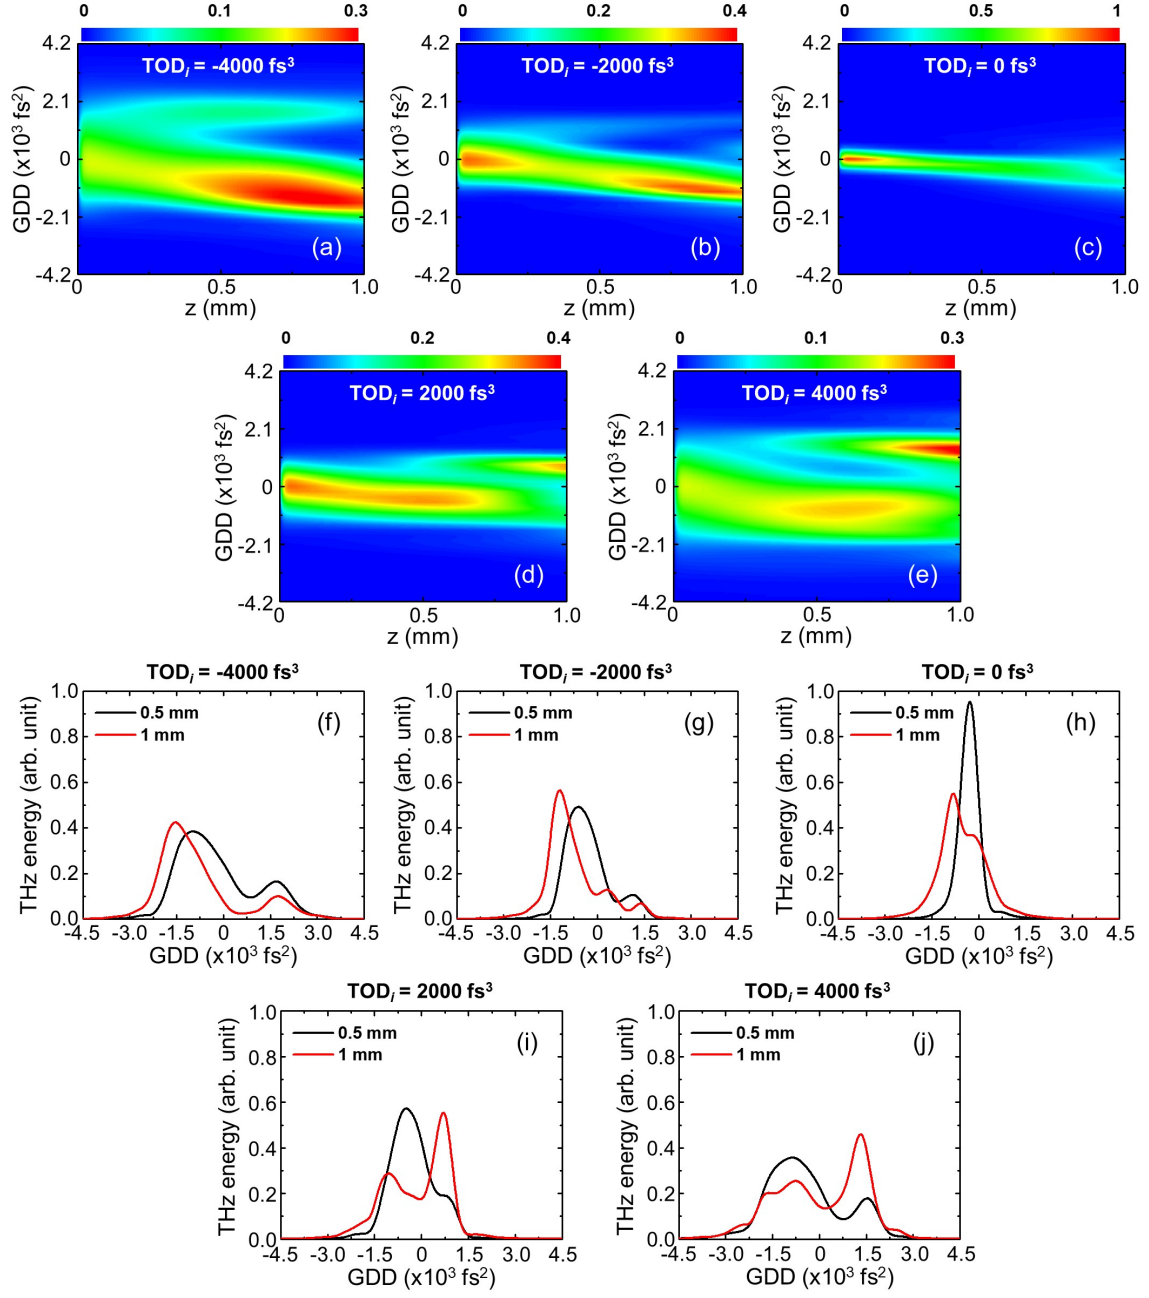 0 0.1 0.3
4.2
2.1
0
-2.1
-4.2
GDD (x10³ fs²)
TODi = -4000 fs³
(a)
0 0.5 1.0
z (mm)
0 0.2 0.4
4.2
2.1
0
-2.1
-4.2
GDD (x10³ fs²)
TODi = -2000 fs³
(b)
0 0.5 1.0
z (mm)
0 0.5 1
4.2
2.1
0
-2.1
-4.2
GDD (x10³ fs²)
TODi = 0 fs³
(c)
0 0.5 1.0
z (mm)
0 0.2 0.4
4.2
2.1
0
-2.1
-4.2
GDD (x10³ fs²)
TODi = 2000 fs³
(d)
0 0.5 1.0
z (mm)
0 0.1 0.3
4.2
2.1
0
-2.1
-4.2
GDD (x10³ fs²)
TODi = 4000 fs³
(e)
0 0.5 1.0
z (mm)
TODi = -4000 fs³
1.0
0.8
0.6
0.4
0.2
0.0
THz energy (arb. unit)
0.5 mm
1 mm
(f)
-4.5 -3.0 -1.5 0 1.5 3.0 4.5
GDD (x10³ fs²)
TODi = -2000 fs³
1.0
0.8
0.6
0.4
0.2
0.0
THz energy (arb. unit)
0.5 mm
1 mm
(g)
-4.5 -3.0 -1.5 0 1.5 3.0 4.5
GDD (x10³ fs²)
TODi = 0 fs³
1.0
0.8
0.6
0.4
0.2
0.0
THz energy (arb. unit)
0.5 mm
1 mm
(h)
-4.5 -3.0 -1.5 0 1.5 3.0 4.5
GDD (x10³ fs²)
TODi = 2000 fs³
1.0
0.8
0.6
0.4
0.2
0.0
THz energy (arb. unit)
0.5 mm
1 mm
(i)
-4.5 -3.0 -1.5 0 1.5 3.0 4.5
GDD (x10³ fs²)
TODi = 4000 fs³
1.0
0.8
0.6
0.4
0.2
0.0
THz energy (arb. unit)
0.5 mm
1 mm
(j)
-4.5 -3.0 -1.5 0 1.5 3.0 4.5
GDD (x10³ fs²)